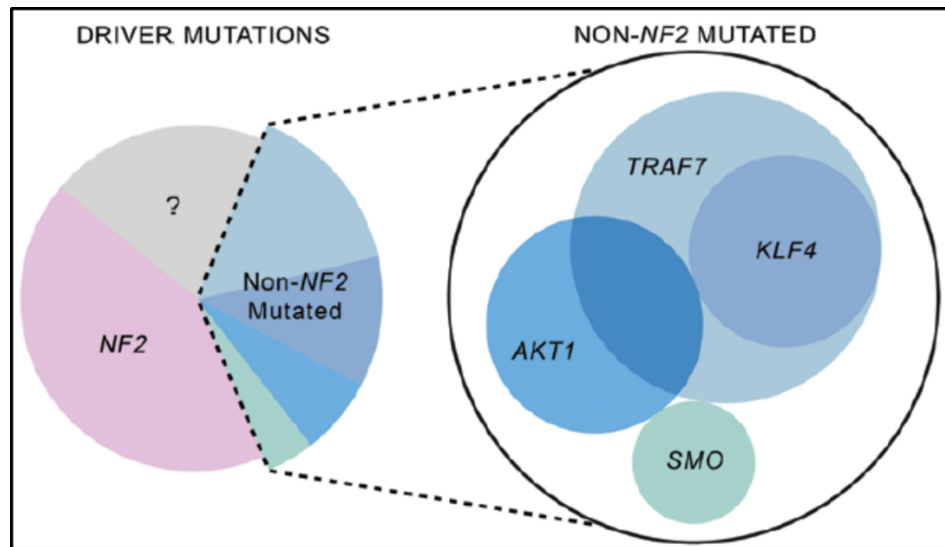 DRIVER MUTATIONS
NON-NF2 MUTATED
?
Non-NF2
Mutated
NF2
TRAF7
KLF4
AKT1
SMO